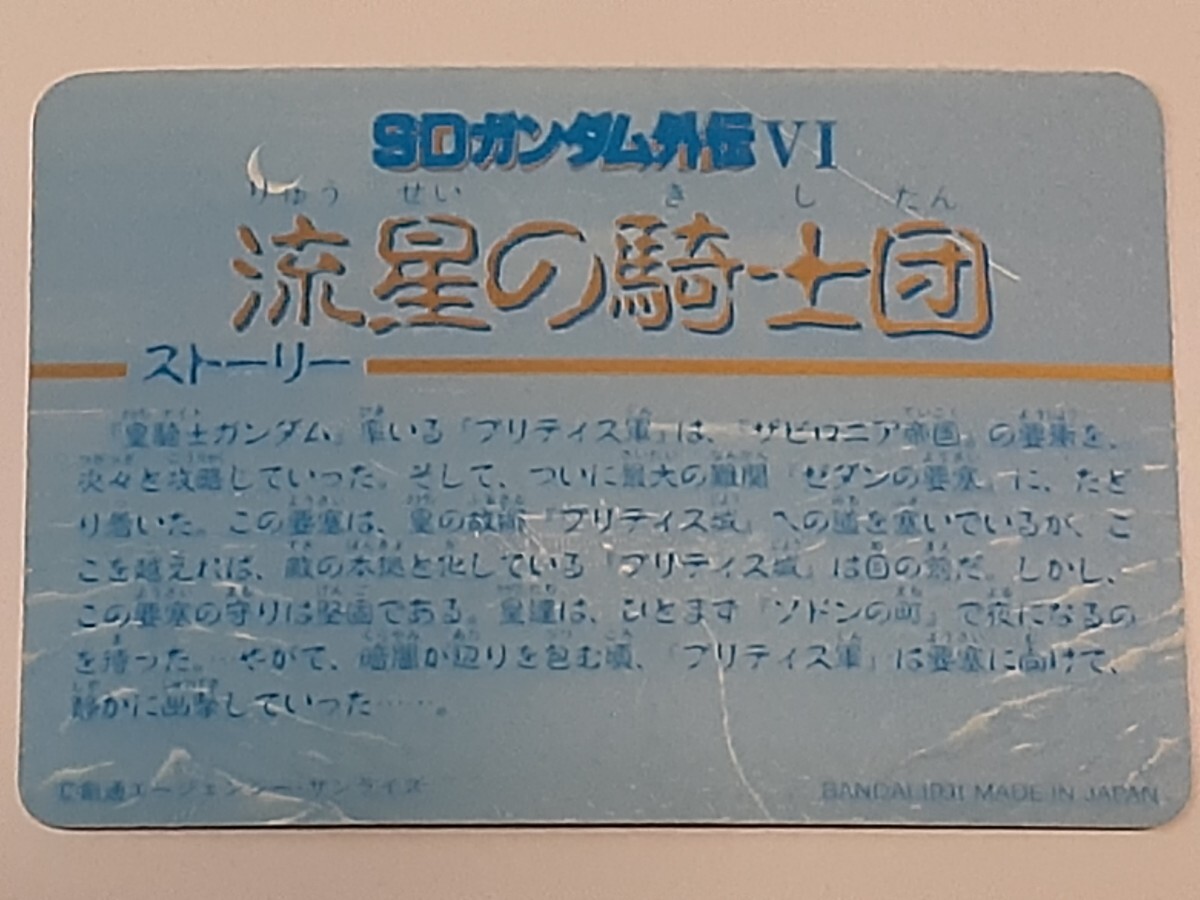 SDガンダム外伝 VI
りゅう せい き し たん
流星の騎士団
ストーリー
『皇騎士ガンダム』率いる『ブリティス軍』は、『ザビロニア帝国』の要衝を、
次々と攻略していった。そして、ついに最大の難関『ゼダンの要塞』に、たど
り着いた。この要塞は、皇の故郷『ブリティス城』への道を塞いでいるが、こ
こを越えれば、敵の本拠と化している『ブリティス城』は目の前だ。しかし、
この要塞の守りは堅固である。皇達は、ひとまず『ソドンの町』で夜になるの
を待った。…やがて、暗闇が辺りを包む頃、『ブリティス軍』は要塞に向けて、
静かに出撃していった……。
©創通エージェンシー・サンライズ
BANDAI 1991 MADE IN JAPAN